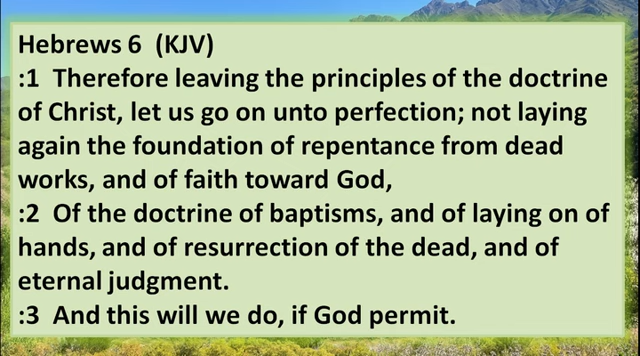 Hebrews 6  (KJV)
:1  Therefore leaving the principles of the doctrine
of Christ, let us go on unto perfection; not laying
again the foundation of repentance from dead
works, and of faith toward God,
:2  Of the doctrine of baptisms, and of laying on of
hands, and of resurrection of the dead, and of
eternal judgment.
:3  And this will we do, if God permit.